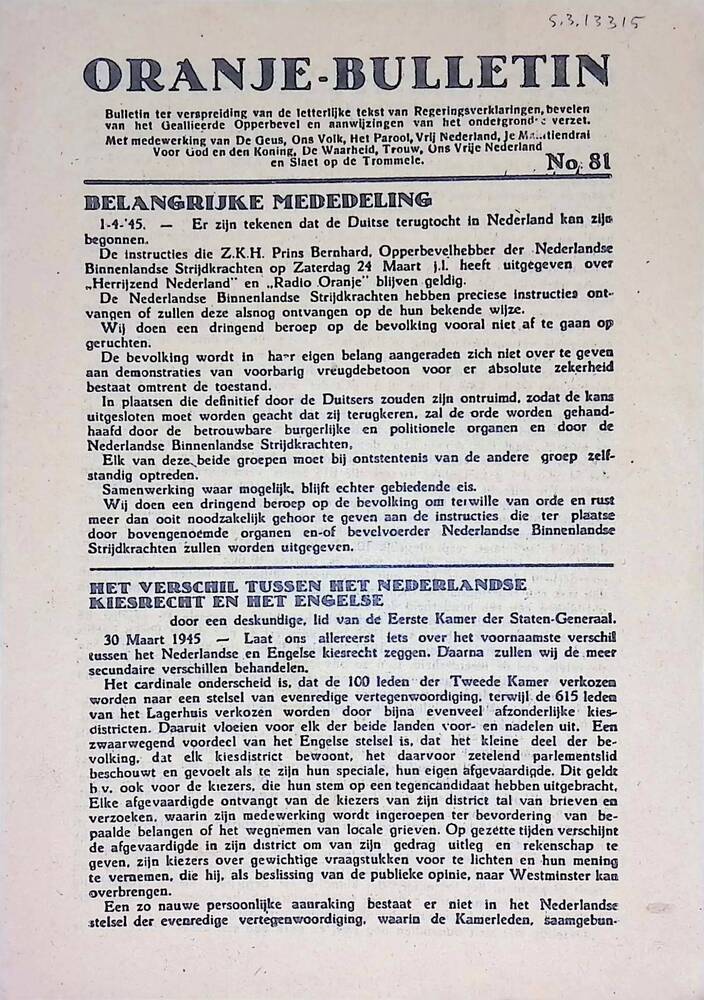 S.3.13315
ORANJE-BULLETIN
Bulletin ter verspreiding van de letterlijke tekst van Regeringsverklaringen, bevelen
van het Geallieerde Opperbevel en aanwijzingen van het ondergrondse verzet.
Met medewerking van De Geus, Ons Volk, Het Parool, Vrij Nederland, Je
Voor God en den Koning, De Waarheid, Trouw, Ons Vrije Nederland
en Slaet op de Trommele.
No. 81
BELANGRIJKE MEDEDELING
1-4-'45. — Er zijn tekenen dat de Duitse terugtocht in Nederland kan zijn
begonnen.
De instructies die Z.K.H. Prins Bernhard, Opperbevelhebber der Nederlandse
Binnenlandse Strijdkrachten op Zaterdag 24 Maart j.l. heeft uitgegeven over
„Herrijzend Nederland" en „Radio Oranje" blijven geldig.
De Nederlandse Binnenlandse Strijdkrachten hebben preciese instructies ont-
vangen of zullen deze alsnog ontvangen op de hun bekende wijze.
Wij doen een dringend beroep op de bevolking vooral niet af te gaan op
geruchten.
De bevolking wordt in haar eigen belang aangeraden zich niet over te geven
aan demonstraties van voorbarig vreugdebetoon voor er absolute zekerheid
bestaat omtrent de toestand.
In plaatsen die definitief door de Duitsers zouden zijn ontruimd, zodat de kans
uitgesloten moet worden geacht dat zij terugkeren, zal de orde worden gehand-
haafd door de betrouwbare burgerlijke en politionele organen en door de
Nederlandse Binnenlandse Strijdkrachten,
Elk van deze beide groepen moet bij ontstentenis van de andere groep zelf-
standig optreden.
Samenwerking waar mogelijk, blijft echter gebiedende eis.
Wij doen een dringend beroep op de bevolking om terwille van orde en rust
meer dan ooit noodzakelijk gehoor te geven aan de instructies die ter plaatse
door bovengenoemde organen en-of bevelvoerder Nederlandse Binnenlandse
Strijdkrachten zullen worden uitgegeven.
HET VERSCHIL TUSSEN HET NEDERLANDSE
KIESRECHT EN HET ENGELSE
door een deskundige, lid van de Eerste Kamer der Staten-Generaal.
30 Maart 1945 — Laat ons allereerst iets over het voornaamste verschil
tussen het Nederlandse en Engelse kiesrecht zeggen. Daarna zullen wij de meer
secundaire verschillen behandelen.
Het cardinale onderscheid is, dat de 100 leden der Tweede Kamer verkozen
worden naar een stelsel van evenredige vertegenwoordiging, terwijl de 615 leden
van het Lagerhuis verkozen worden door bijna evenveel afzonderlijke kies-
districten. Daaruit vloeien voor elk der beide landen voor- en nadelen uit. Een
zwaarwegend voordeel van het Engelse stelsel is, dat het kleine deel der be-
volking, dat elk kiesdistrict bewoont, het daarvoor zetelend parlementslid
beschouwt en gevoelt als te zijn hun speciale, hun eigen afgevaardigde. Dit geldt
b.v. ook voor de kiezers, die hun stem op een tegencandidaat hebben uitgebracht.
Elke afgevaardigde ontvangt van de kiezers van zijn district tal van brieven en
verzoeken, waarin zijn medewerking wordt ingeroepen ter bevordering van be-
paalde belangen of het wegnemen van locale grieven. Op gezette tijden verschijnt
de afgevaardigde in zijn district om van zijn gedrag uitleg en rekenschap te
geven, zijn kiezers over gewichtige vraagstukken voor te lichten en hun mening
te vernemen, die hij, als beslissing van de publieke opinie, naar Westminster kan
overbrengen.
Een zo nauwe persoonlijke aanraking bestaat er niet in het Nederlandse
stelsel der evenredige vertegenwoordiging, waarin de Kamerleden, saamgebun-